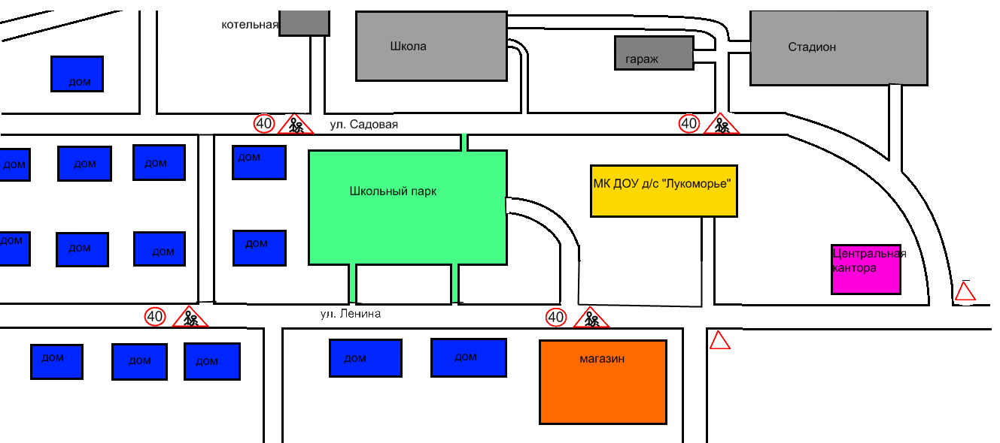 котельная
Школа
Стадион
гараж
дом
40
ул. Садовая
40
дом
дом
дом
дом
Школьный парк
МК ДОУ д/с "Лукоморье"
дом
дом
дом
дом
Центральная
кантора
40
ул. Ленина
40
дом
дом
дом
дом
дом
магазин